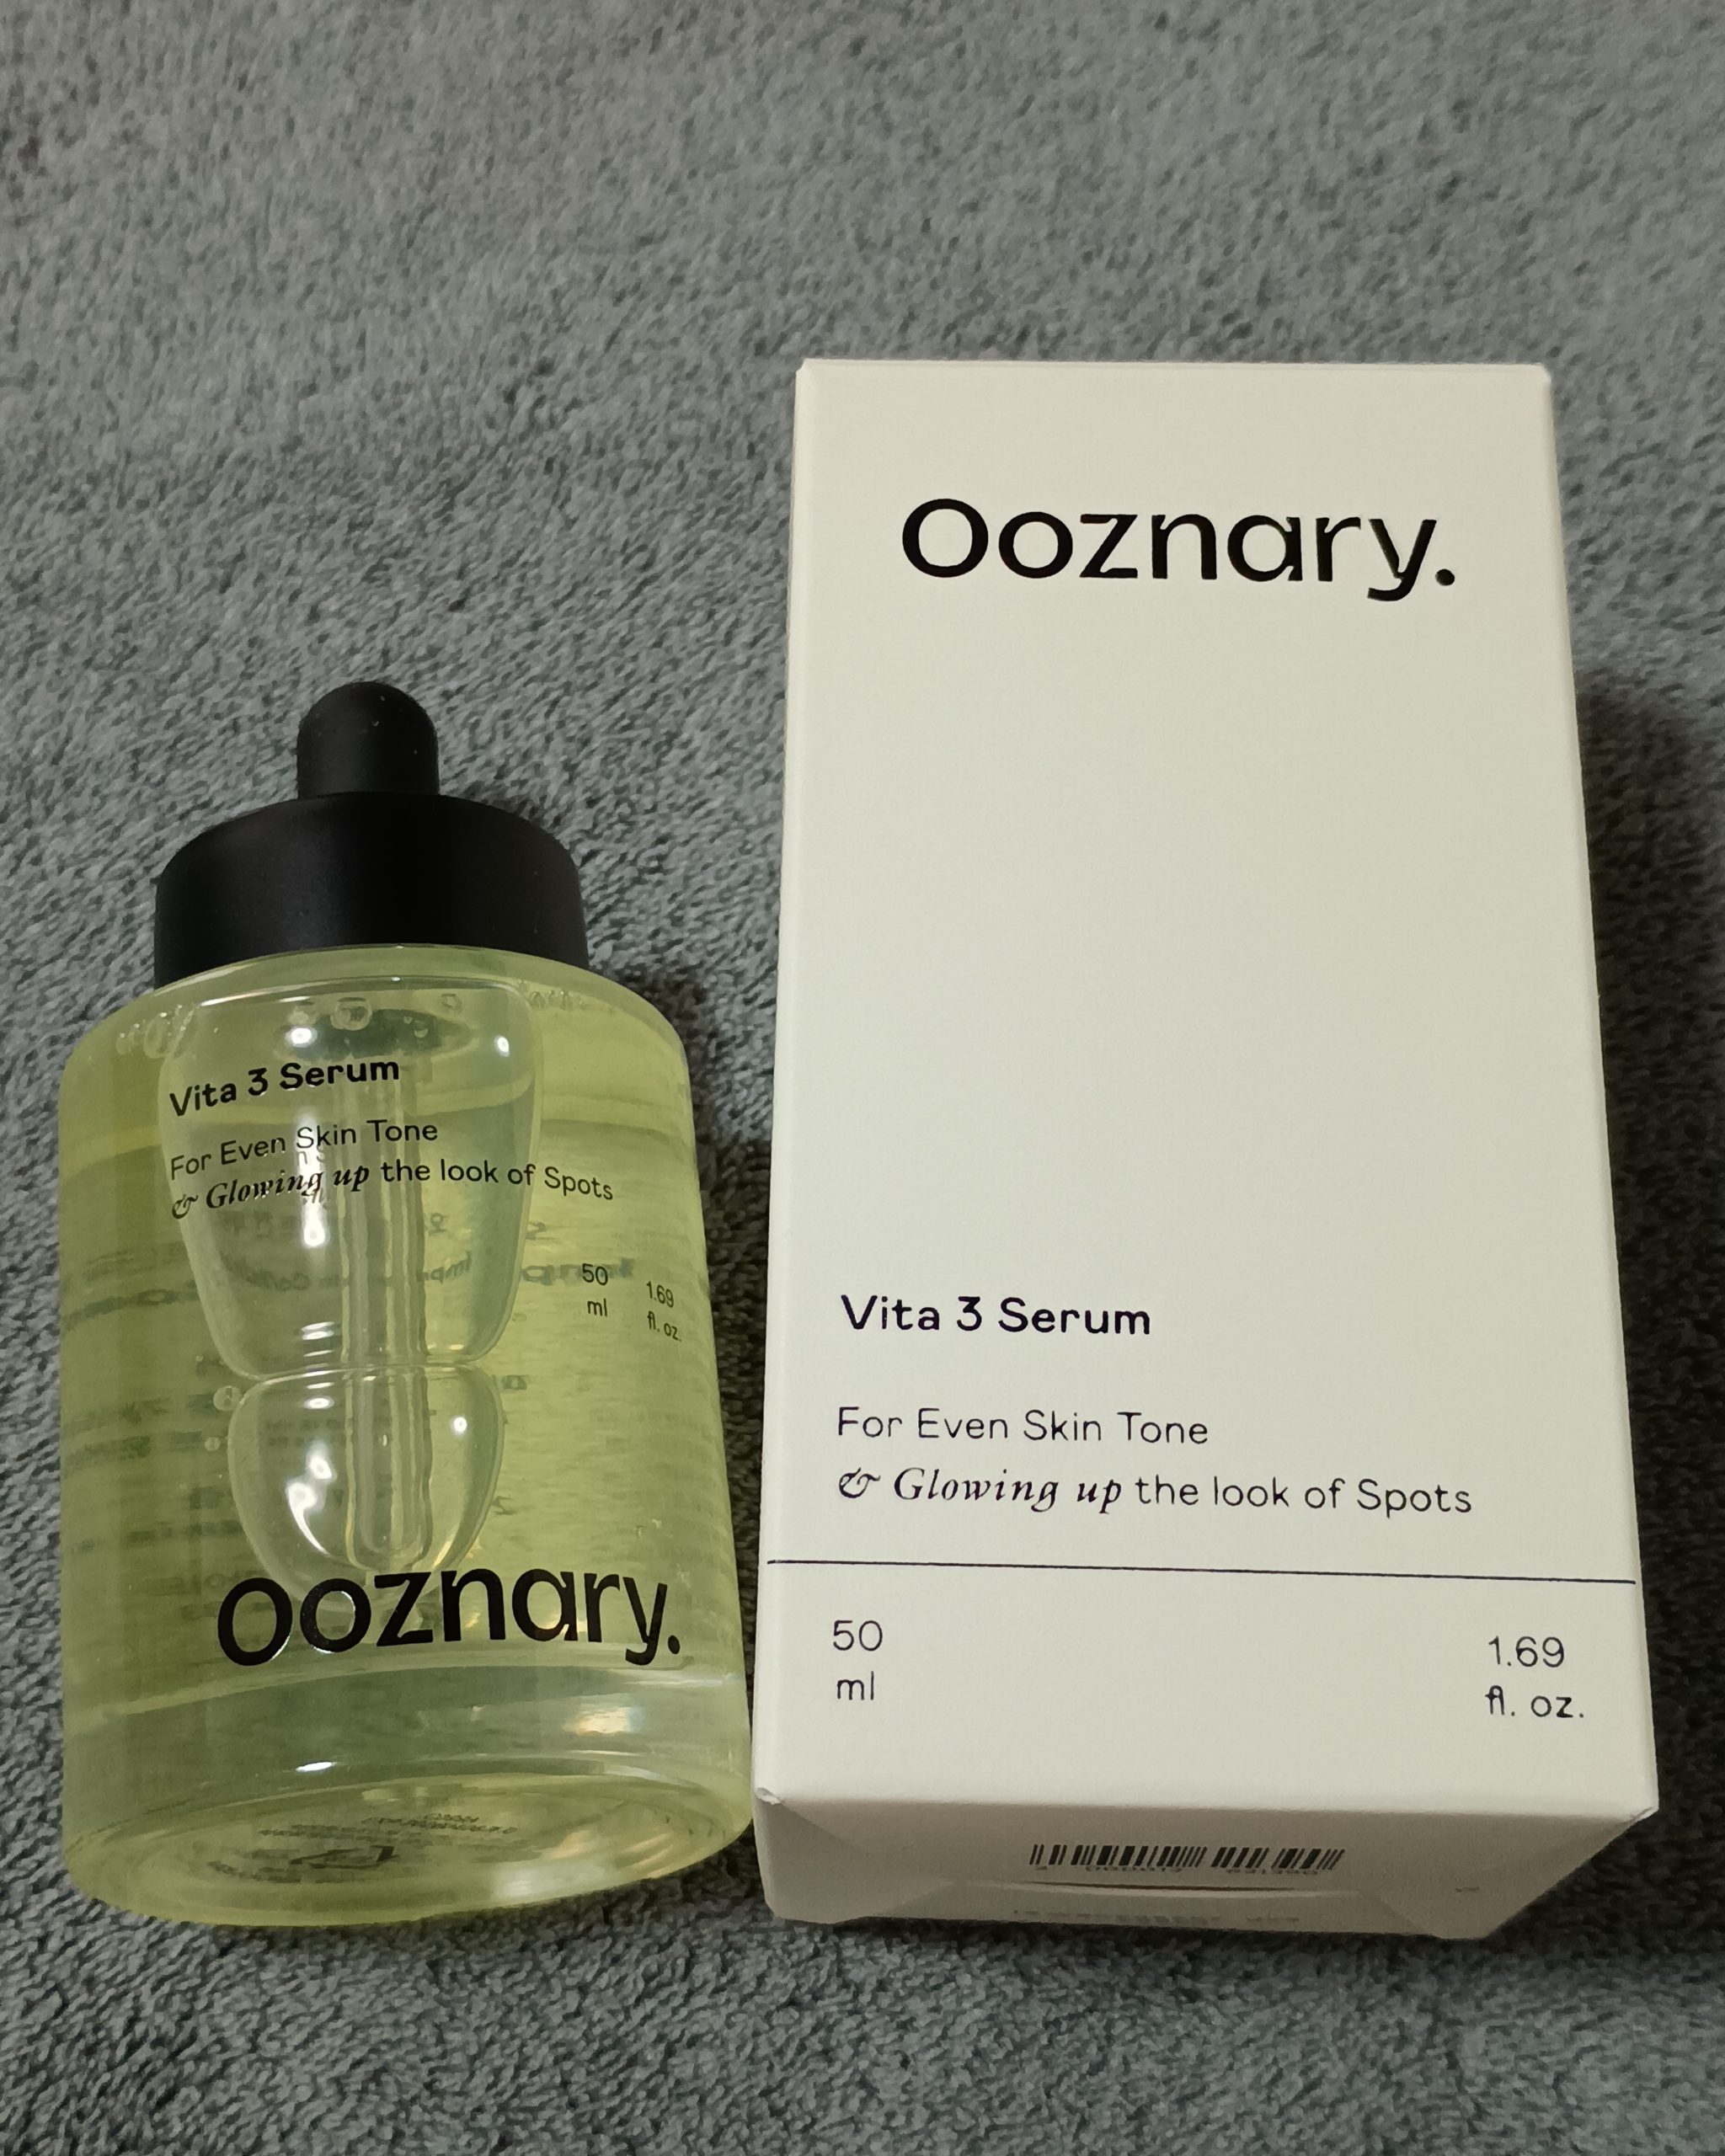 Vita 3 Serum
For Even Skin Tone
& Glowing up the look of Spots
50
ml
1.69
fl. oz.
Ooznary.
Ooznary.
Vita 3 Serum
For Even Skin Tone
& Glowing up the look of Spots
50
ml
1.69
fl. oz.